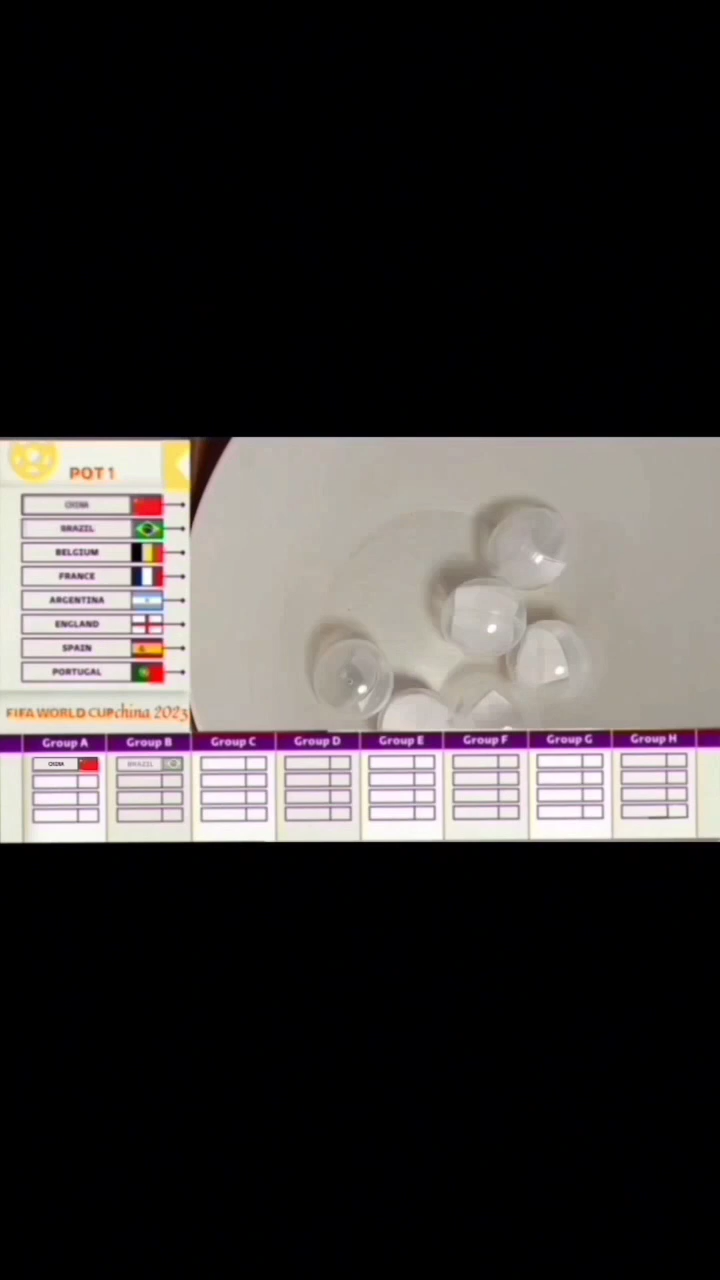 POT 1
CHINA
BRAZIL
BELGIUM
FRANCE
ARGENTINA
ENGLAND
SPAIN
PORTUGAL
FIFA WORLD CUP china 2023
Group A Group B Group C Group D Group E Group F Group G Group H
CHINA BRAZIL